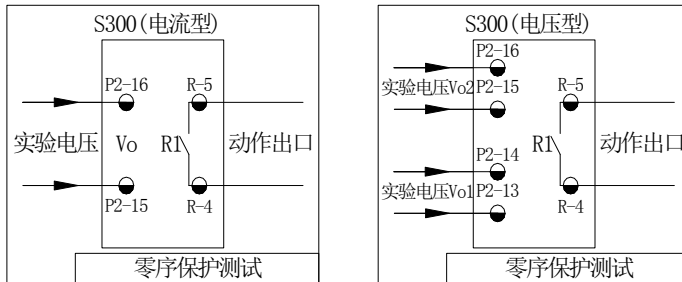 S300(电流型)
P2-16
R-5
实验电压
Vo
R1
动作出口
P2-15
R-4
零序保护测试
S300(电压型)
P2-16
实验电压Vo2
P2-15
R-5
R1
动作出口
P2-14
实验电压Vo1
P2-13
R-4
零序保护测试